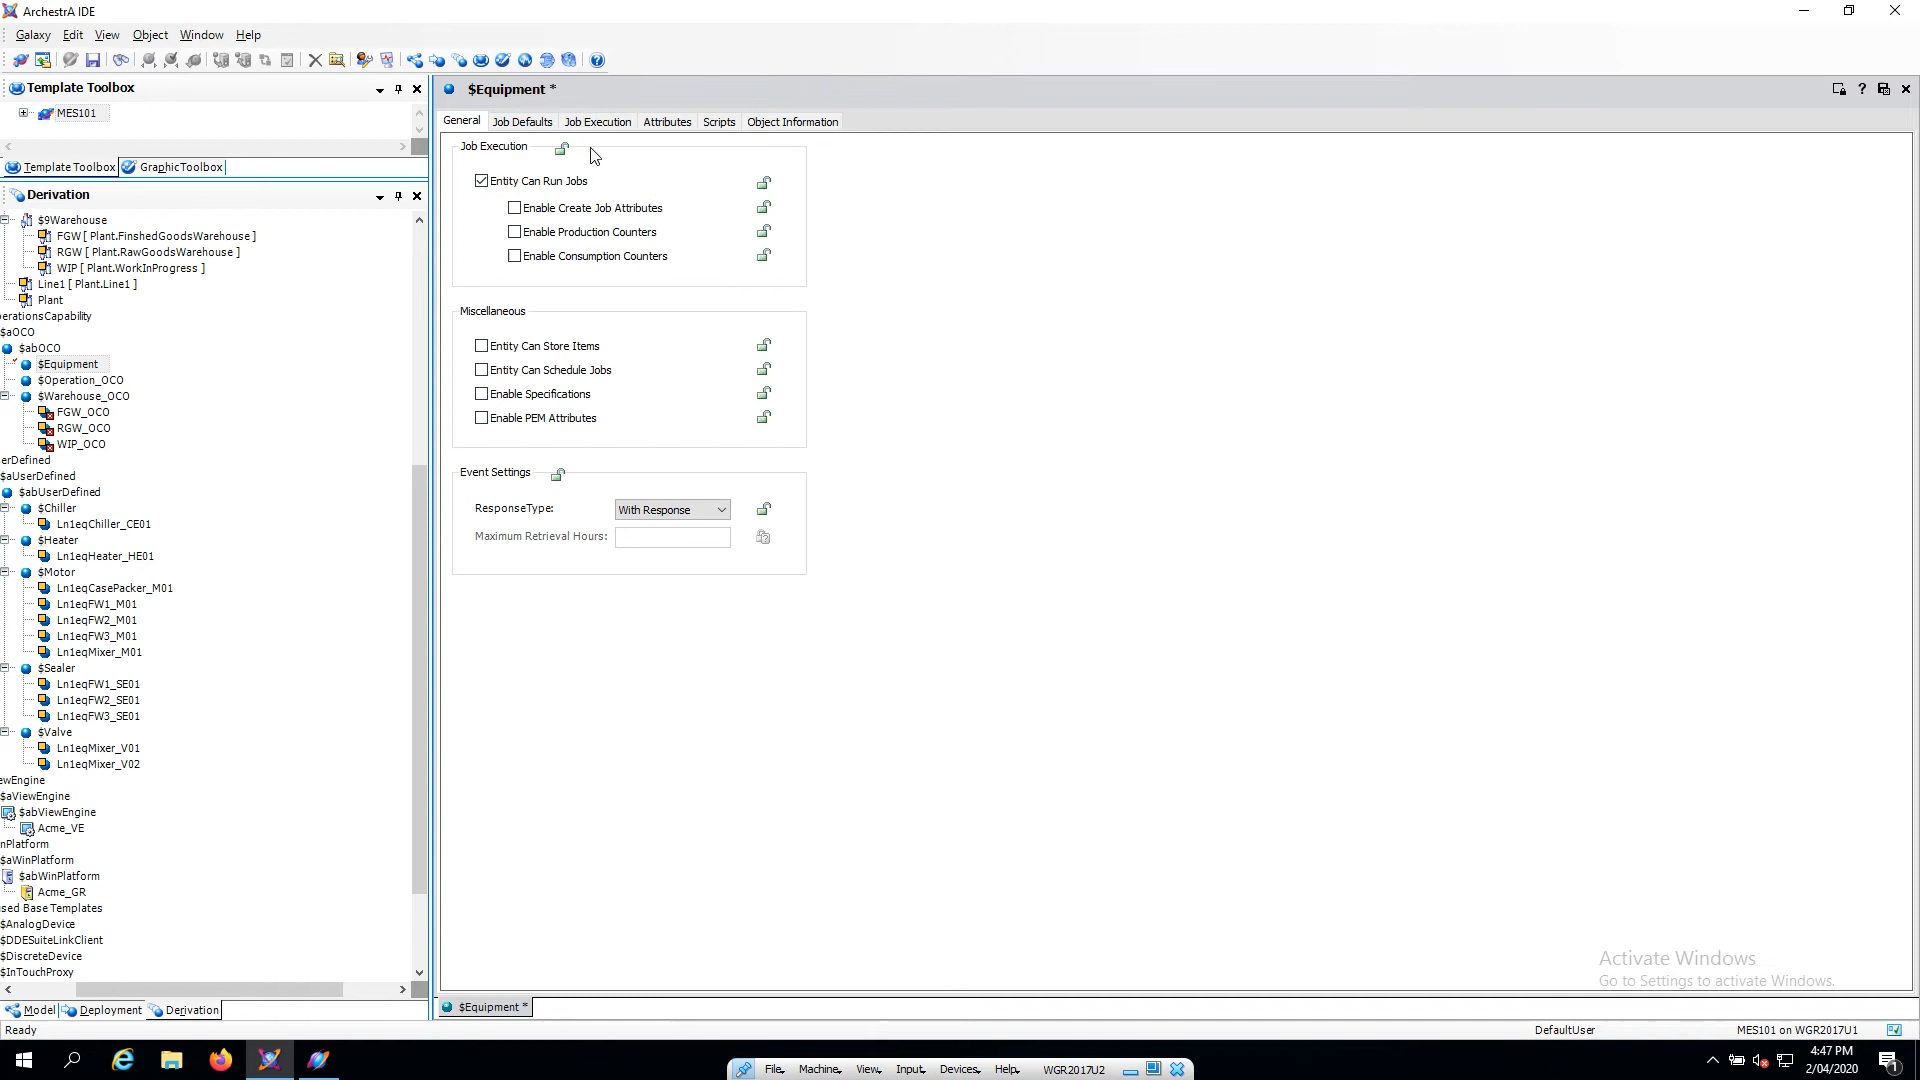 ArchestrA IDE
Galaxy Edit View Object Window Help
Template Toolbox
MES101
Template Toolbox GraphicToolbox
Derivation
$9Warehouse
FGW [ Plant.FinshedGoodsWarehouse ]
RGW [ Plant.RawGoodsWarehouse ]
WIP [ Plant.WorkInProgress ]
Line1 [ Plant.Line1 ]
Plant
erationsCapability
$aOCO
$abOCO
$Equipment
$Operation_OCO
$Warehouse_OCO
FGW_OCO
RGW_OCO
WIP_OCO
erDefined
$aUserDefined
$abUserDefined
$Chiller
Ln1eqChiller_CE01
$Heater
Ln1eqHeater_HE01
$Motor
Ln1eqCasePacker_M01
Ln1eqFW1_M01
Ln1eqFW2_M01
Ln1eqFW3_M01
Ln1eqMixer_M01
$Sealer
Ln1eqFW1_SE01
Ln1eqFW2_SE01
Ln1eqFW3_SE01
$Valve
Ln1eqMixer_V01
Ln1eqMixer_V02
ewEngine
$aViewEngine
$abViewEngine
Acme_VE
nPlatform
$aWinPlatform
$abWinPlatform
Acme_GR
sed Base Templates
$AnalogDevice
$DDESuiteLinkClient
$DiscreteDevice
$InTouchProxy
Model Deployment Derivation
Ready
$Equipment *
General Job Defaults Job Execution Attributes Scripts Object Information
Job Execution
Entity Can Run Jobs
Enable Create Job Attributes
Enable Production Counters
Enable Consumption Counters
Miscellaneous
Entity Can Store Items
Entity Can Schedule Jobs
Enable Specifications
Enable PEM Attributes
Event Settings
ResponseType: With Response
Maximum Retrieval Hours:
Activate Windows
Go to Settings to activate Windows.
$Equipment *
DefaultUser MES101 on WGR2017U1
File Machine View Input Devices Help WGR2017U2
4:47 PM
2/04/2020
1